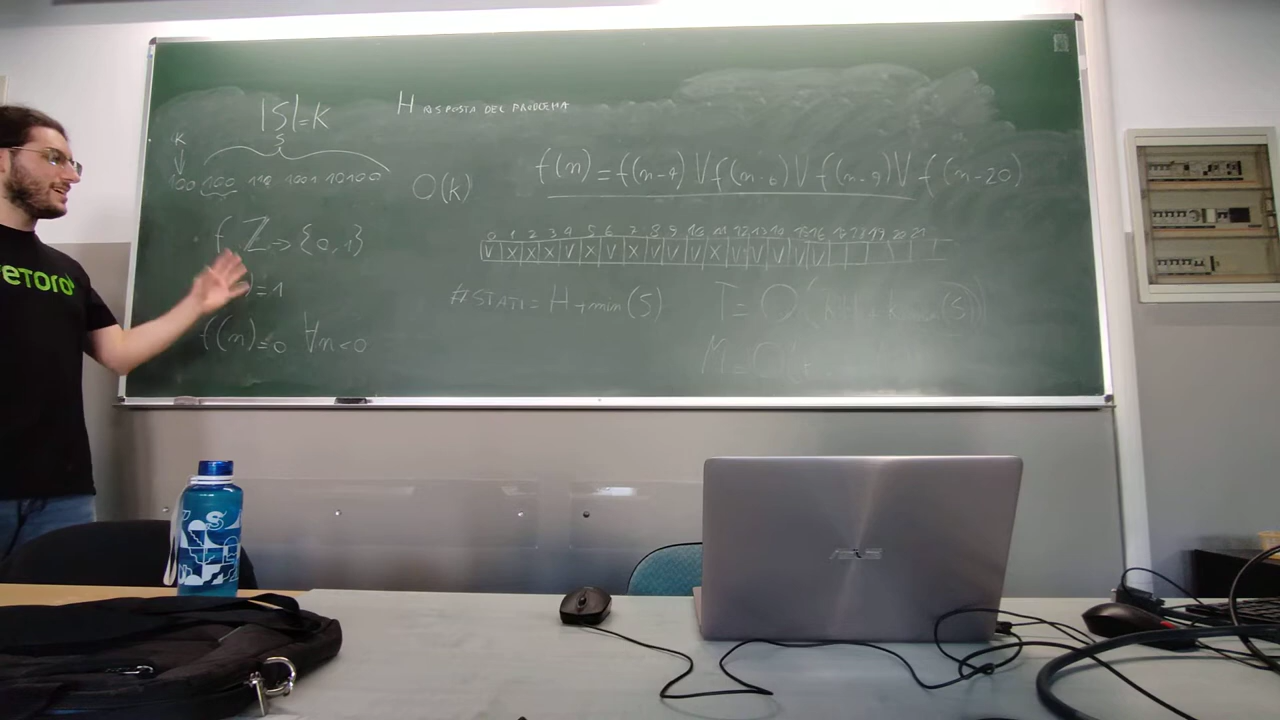 |S|=k
H RISPOSTA DEL PROBLEMA
k
S
100 100 110 1001 10100
O(k)
f(n)=f(n-4) V f(n-6) V f(n-9) V f(n-20)
f Z→{0,1}
0 1 2 3 4 5 6 7 8 9 10 11 12 13 14 15 16 17 18 19 20 21
V X X X V X V X V V V X V V V V V
)=1
#STATI= H+min(S)
T=O(
f(n)=0 ∀n<0
M=O(
etoro
ASUS